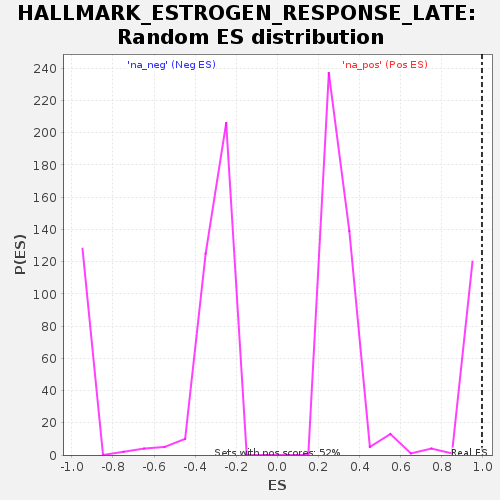 HALLMARK_ESTROGEN_RESPONSE_LATE:
Random ES distribution
'na_neg' (Neg ES) 'na_pos' (Pos ES)
240
220
200
180
160
140
120
100
80
60
40
20
0
P(ES)
Sets with pos scores: 52% Real ES
-1.0 -0.8 -0.6 -0.4 -0.2 0.0 0.2 0.4 0.6 0.8 1.0
ES